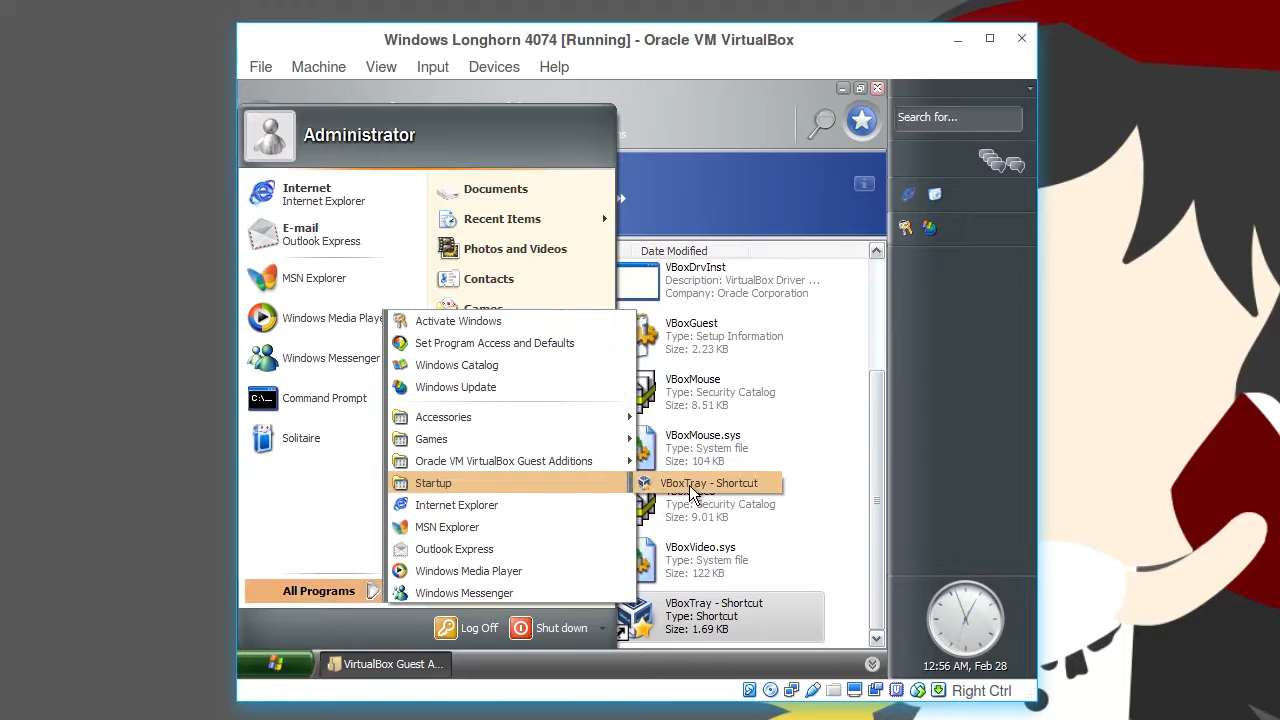 Windows Longhorn 4074 [Running] - Oracle VM VirtualBox
File Machine View Input Devices Help
Administrator
Search for...
Internet
Internet Explorer
E-mail
Outlook Express
MSN Explorer
Windows Media Playe
Windows Messenger
Command Prompt
Solitaire
Documents
Recent Items
Photos and Videos
Contacts
Activate Windows
Set Program Access and Defaults
Windows Catalog
Windows Update
Accessories
Games
Oracle VM VirtualBox Guest Additions
Startup
Internet Explorer
MSN Explorer
Outlook Express
Windows Media Player
Windows Messenger
VBoxTray - Shortcut
Date Modified
VBoxDrvInst
Description: VirtualBox Driver ...
Company: Oracle Corporation
VBoxGuest
Type: Setup Information
Size: 2.23 KB
VBoxMouse
Type: Security Catalog
Size: 8.51 KB
VBoxMouse.sys
Type: System file
Size: 104 KB
Security Catalog
Size: 9.01 KB
VBoxVideo.sys
Type: System file
Size: 122 KB
VBoxTray - Shortcut
Type: Shortcut
Size: 1.69 KB
All Programs
Log Off
Shut down
VirtualBox Guest A...
12:56 AM, Feb 28
Right Ctrl